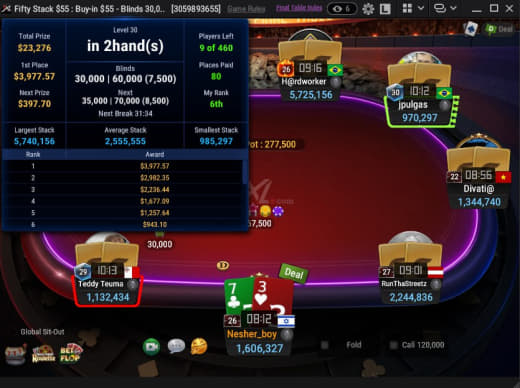 Fifty Stack $55 : Buy-in $55 - Blinds 30,0.. [3059893655]
Game Rules
Final Table Index
6
Total Prize
$23,276
1st Place
$3,977.57
Next Prize
$397.70
Level 30
in 2hand(s)
Blinds
30,000 | 60,000 (7,500)
Next
35,000 | 70,000 (8,500)
Next Break 31:34
Players Left
9 of 460
Places Paid
80
My Rank
6th
Largest Stack
5,740,156
Average Stack
2,555,555
Smallest Stack
985,297
Rank Award
1 $3,977.57
2 $2,982.35
3 $2,236.44
4 $1,677.09
5 $1,257.64
6 $943.10
Deal
26 09:16
H@rdworker
5,725,156
30 10:12
jpulgas
970,297
22 08:56
Divati@
1,344,740
Pot : 277,500
67,500
30,000
29 10:13
Teddy Teuma
1,132,434
27 09:01
RunThaStreetz
2,244,836
Deal
7 3
26 08:12
Nesher_boy
1,606,327
Global Sit-Out
Fold
Call 120,000
Roulette
BET
FLOP